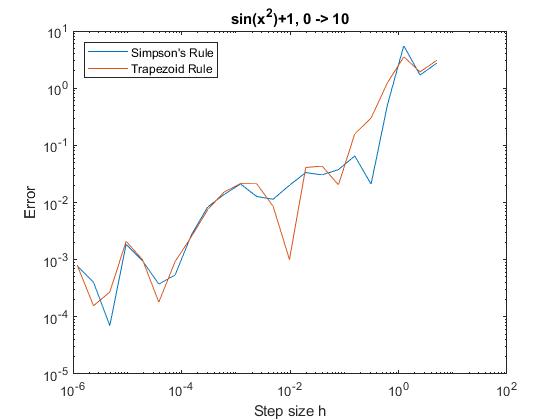 sin(x²)+1, 0 -> 10
Simpson's Rule
Trapezoid Rule
10¹
10⁰
10⁻¹
10⁻²
10⁻³
10⁻⁴
10⁻⁵
Error
10⁻⁶ 10⁻⁴ 10⁻² 10⁰ 10²
Step size h